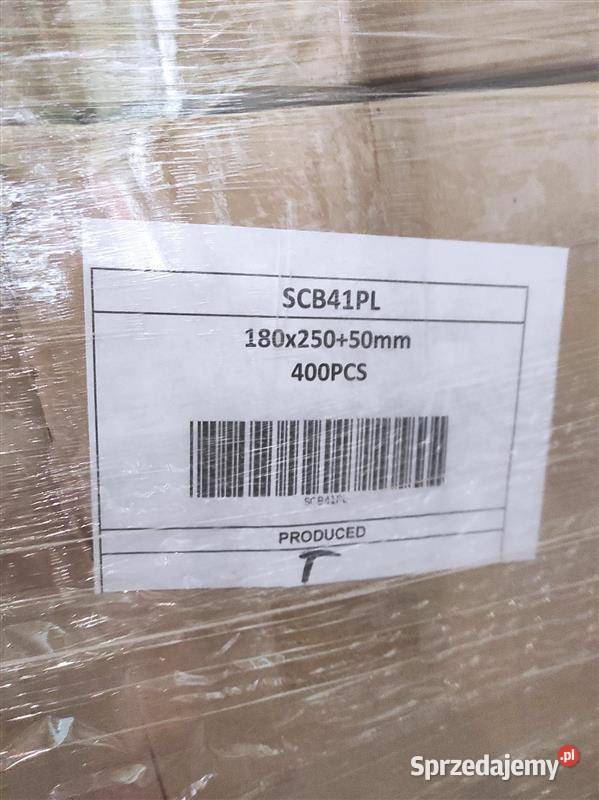 SCB41PL
180x250+50mm
400PCS
SCB41PL
PRODUCED
T
Sprzedajemy.pl